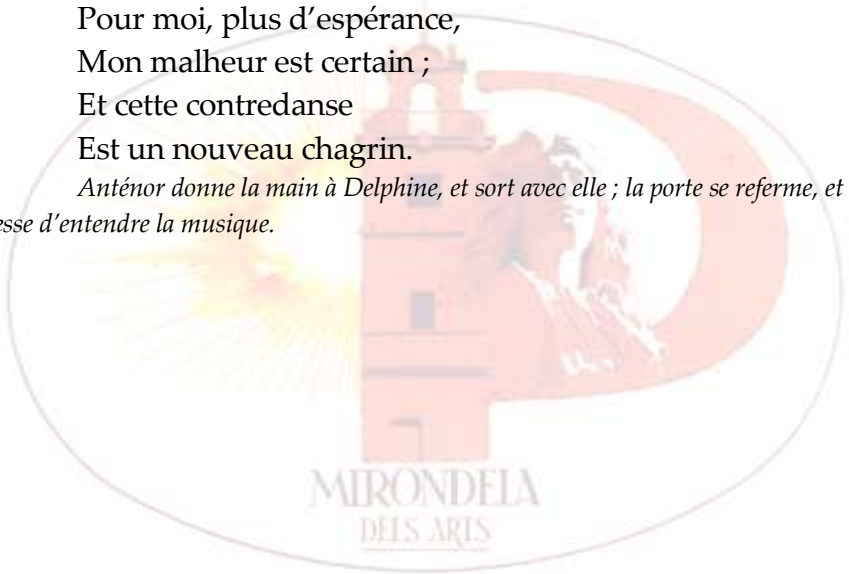 Pour moi, plus d’espérance,
Mon malheur est certain ;
Et cette contredanse
Est un nouveau chagrin.
Anténor donne la main à Delphine, et sort avec elle ; la porte se referme, et
esse d’entendre la musique.
MIRONDELA
DELS ARTS